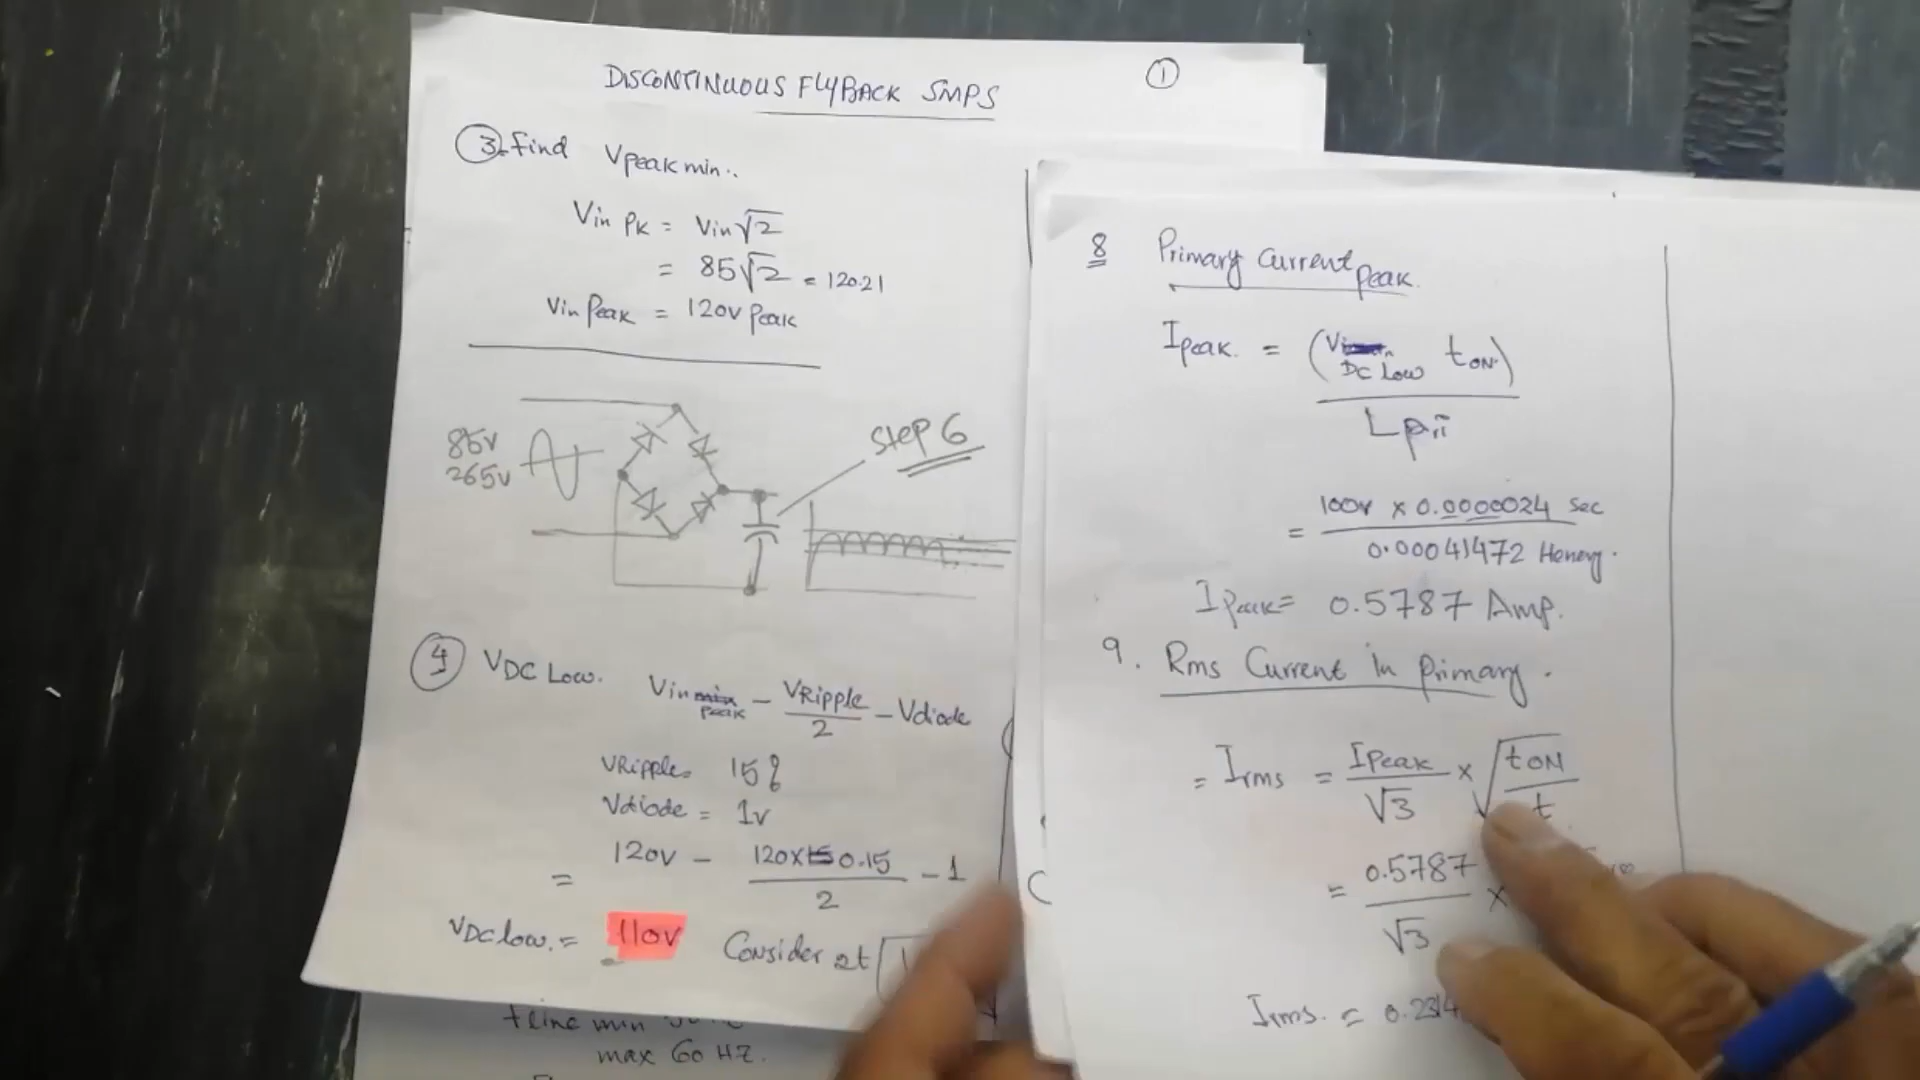 DISCONTINUOUS FLYBACK SMPS
1
3. Find Vpeak min..
Vin PK = Vin√2
= 85√2 = 120.21
Vin Peak = 120V Peak
85V
265V
Step 6
4 VDC Low. Vin peak - VRipple/2 - Vdiode
VRipple= 15%
Vdiode = 1V
= 120V - 120X0.15/2 - 1
VDC low. = 110V Consider at
fline min
max 60 HZ.
8 Primary Current Peak.
Ipeak. = (V DC Low tON)/Lpri
= 100V x 0.0000024 Sec / 0.00041472 Henery.
Ipeak= 0.5787 Amp.
9. Rms Current in primary.
= Irms = IPeak/√3 × √tON/t
= 0.5787/√3 ×
Irms. =